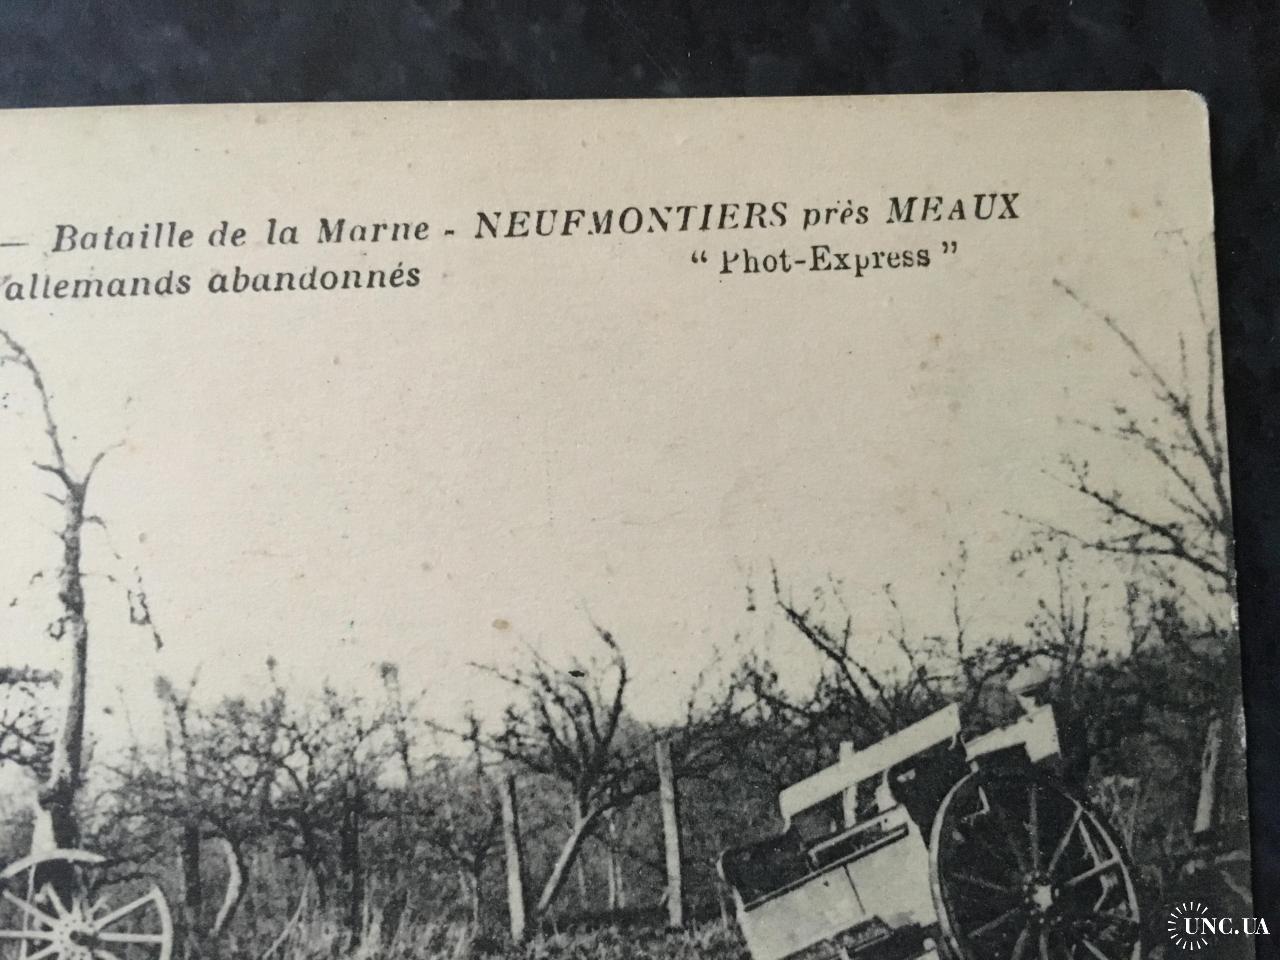 — Bataille de la Marne - NEUFMONTIERS près MEAUX
allemands abandonnés
“ Phot-Express ”
UNC.UA